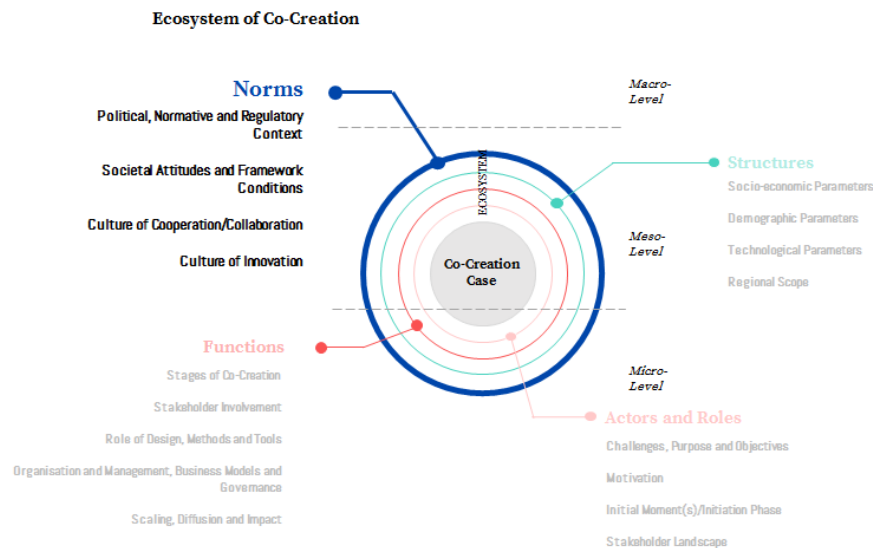 Ecosystem of Co-Creation
Norms
Political, Normative and Regulatory
Context
Societal Attitudes and Framework
Conditions
Culture of Cooperation/Collaboration
Culture of Innovation
Macro-
Level
ECOSYSTEM
Structures
Socio-economic Parameters
Demographic Parameters
Technological Parameters
Regional Scope
Meso-
Level
Co-Creation
Case
Functions
Stages of Co-Creation
Stakeholder Involvement
Role of Design, Methods and Tools
Organisation and Management, Business Models and
Governance
Scaling, Diffusion and Impact
Micro-
Level
Actors and Roles
Challenges, Purpose and Objectives
Motivation
Initial Moment(s)/Initiation Phase
Stakeholder Landscape